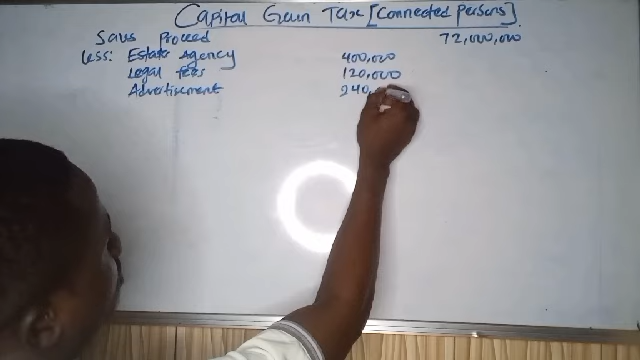 Capital Gain Tax [Connected Persons]
Sales Proceed 72,000,000
Less: Estate Agency 400,000
Legal fees 120,000
Advertisement 240,